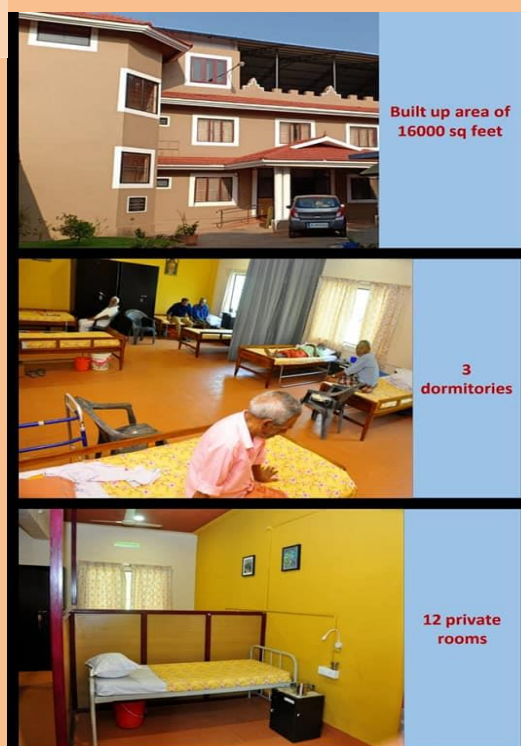 Built up area of
16000 sq feet
3
dormitories
12 private
rooms